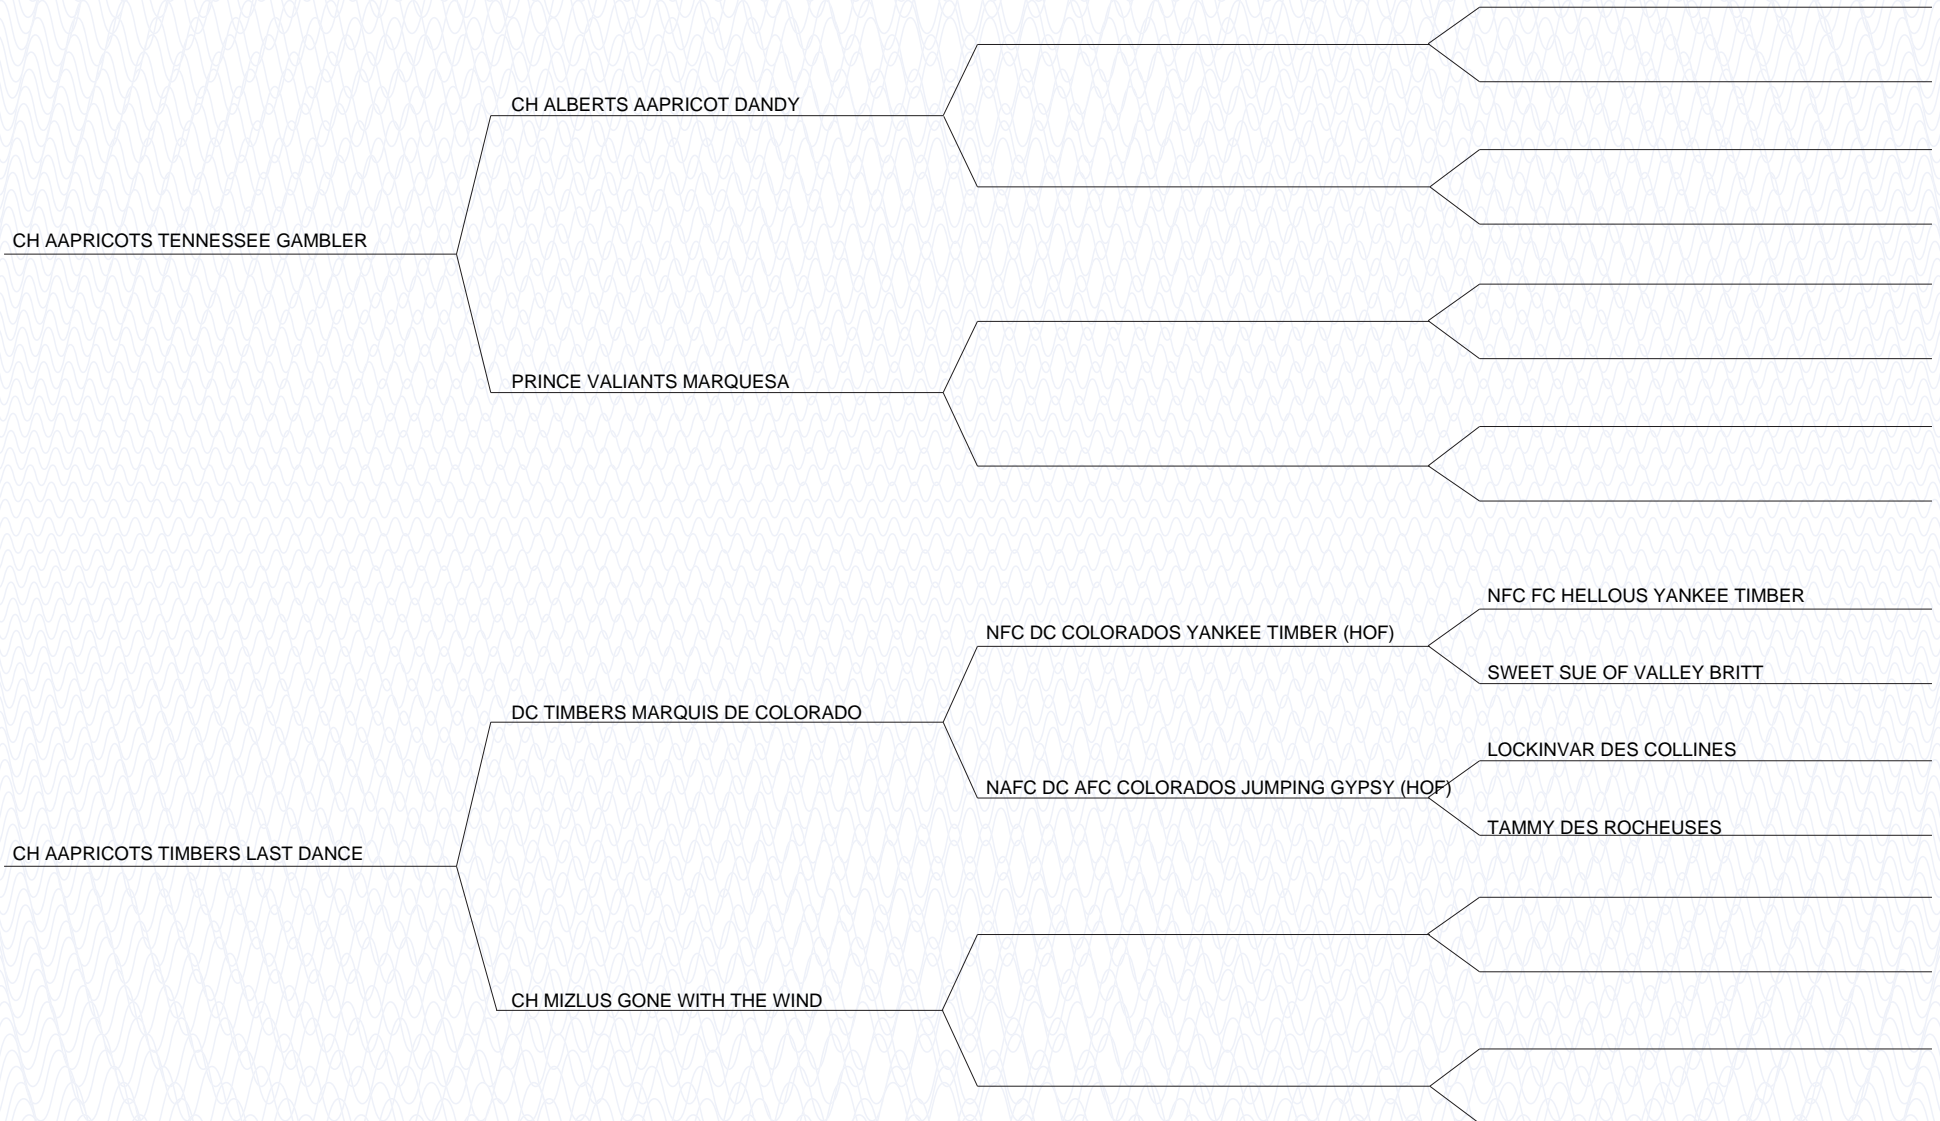 CH ALBERTS AAPRICOT DANDY
CH AAPRICOTS TENNESSEE GAMBLER
PRINCE VALIANTS MARQUESA
NFC FC HELLOUS YANKEE TIMBER
NFC DC COLORADOS YANKEE TIMBER (HOF)
SWEET SUE OF VALLEY BRITT
DC TIMBERS MARQUIS DE COLORADO
LOCKINVAR DES COLLINES
NAFC DC AFC COLORADOS JUMPING GYPSY (HOF)
TAMMY DES ROCHEUSES
CH AAPRICOTS TIMBERS LAST DANCE
CH MIZLUS GONE WITH THE WIND